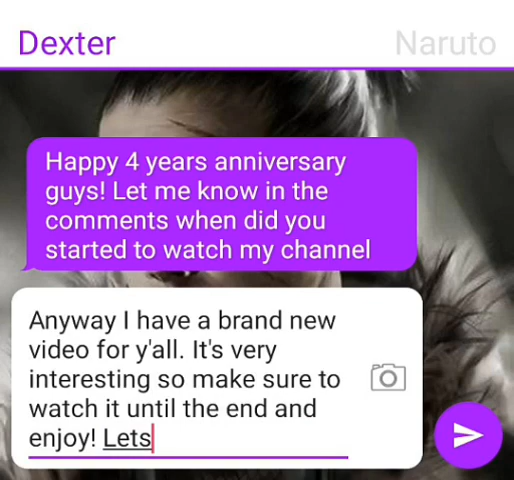 Dexter Naruto
Happy 4 years anniversary
guys! Let me know in the
comments when did you
started to watch my channel
Anyway I have a brand new
video for y'all. It's very
interesting so make sure to
watch it until the end and
enjoy! Lets